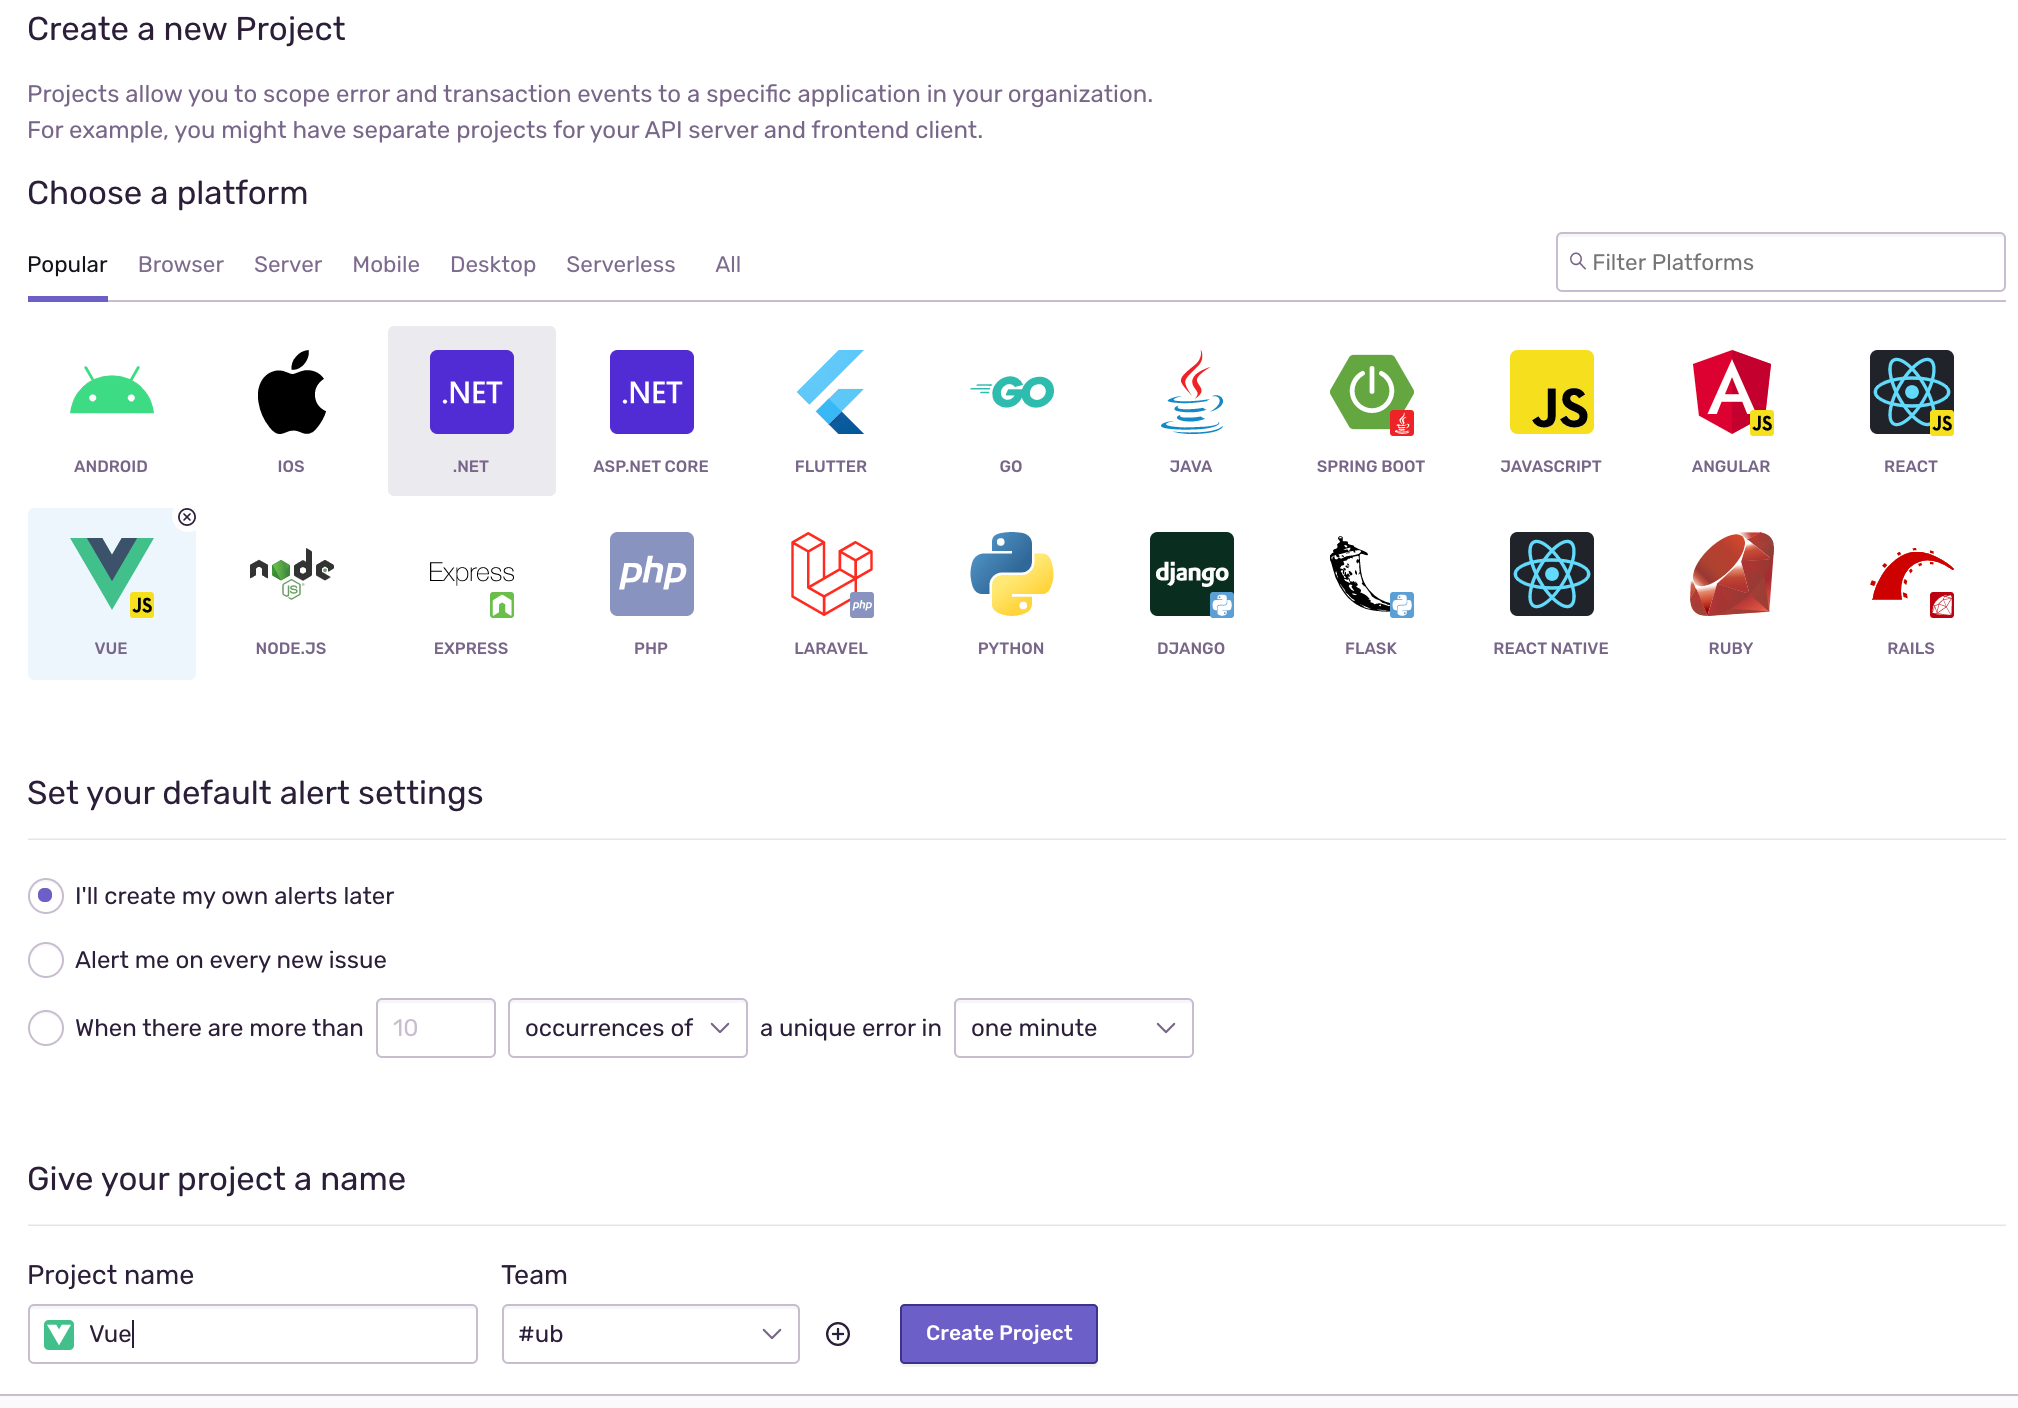 Create a new Project
Projects allow you to scope error and transaction events to a specific application in your organization.
For example, you might have separate projects for your API server and frontend client.
Choose a platform
Popular Browser Server Mobile Desktop Serverless All
Filter Platforms
.NET .NET GO JS JS JS
ANDROID IOS .NET ASP.NET CORE FLUTTER GO JAVA SPRING BOOT JAVASCRIPT ANGULAR REACT
JS node JS Express php php django
VUE NODE.JS EXPRESS PHP LARAVEL PYTHON DJANGO FLASK REACT NATIVE RUBY RAILS
Set your default alert settings
I'll create my own alerts later
Alert me on every new issue
When there are more than 10 occurrences of a unique error in one minute
Give your project a name
Project name Team
Vue #ub Create Project